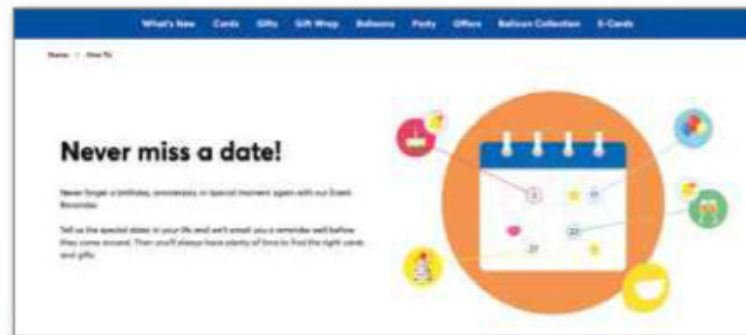 What's New Cards Gifts Gift Wrap Balloons Party Offers Balloon Collection E-Cards
Home > How To
Never miss a date!
Never forget a birthday, anniversary or special moment again with our Event
Reminder.
Tell us the special dates in your life and we'll email you a reminder well before
they come around. Then you'll always have plenty of time to find the right cards
and gifts.